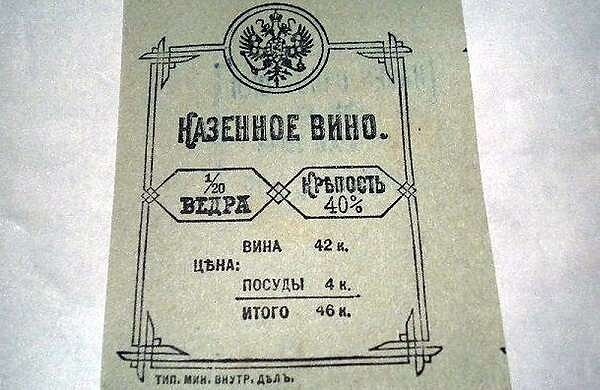 КАЗЕННОЕ ВИНО.
1/20 ВЕДРА
КРѢПОСТЬ 40%
ВИНА 42 к.
ЦѢНА:
ПОСУДЫ 4 к.
ИТОГО 46 к.
ТИП. МИН. ВНУТР. ДѢЛЪ.